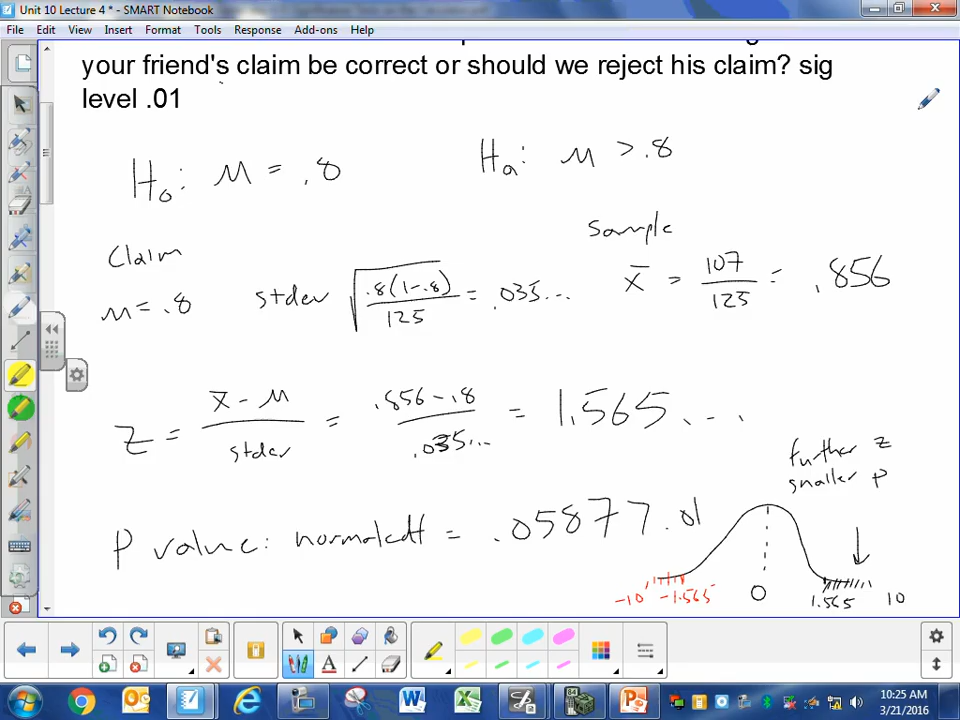 Unit 10 Lecture 4 * - SMART Notebook
File Edit View Insert Format Tools Response Add-ons Help
your friend's claim be correct or should we reject his claim? sig
level .01
H₀: μ = .8
Hₐ: μ > .8
Claim
μ = .8
stdev √(.8(1-.8)/125) = .035...
sample
x̄ = 107/125 = .856
z = (x̄ - μ)/stdev = (.856-.8)/.035... = 1.565...
further z
smaller p
P value: normalcdf = .05877 .01
-10 -1.565 0 1.565 10
10:25 AM
3/21/2016